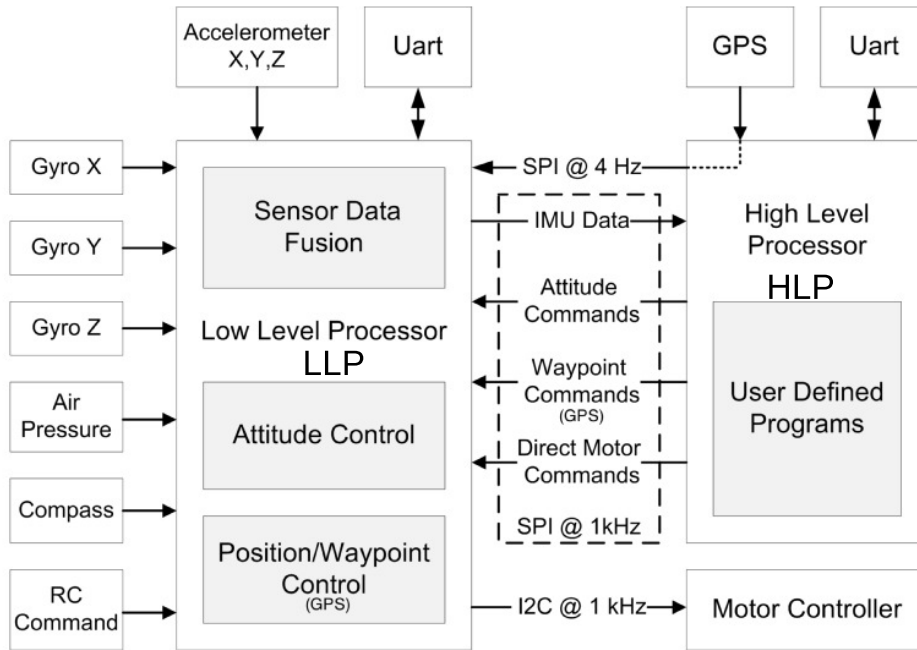 Accelerometer
X,Y,Z
Uart
GPS
Uart
Gyro X
Gyro Y
Gyro Z
Air
Pressure
Compass
RC
Command
Sensor Data
Fusion
Low Level Processor
LLP
Attitude Control
Position/Waypoint
Control
(GPS)
SPI @ 4 Hz
IMU Data
Attitude
Commands
Waypoint
Commands
(GPS)
Direct Motor
Commands
SPI @ 1kHz
I2C @ 1 kHz
High Level
Processor
HLP
User Defined
Programs
Motor Controller